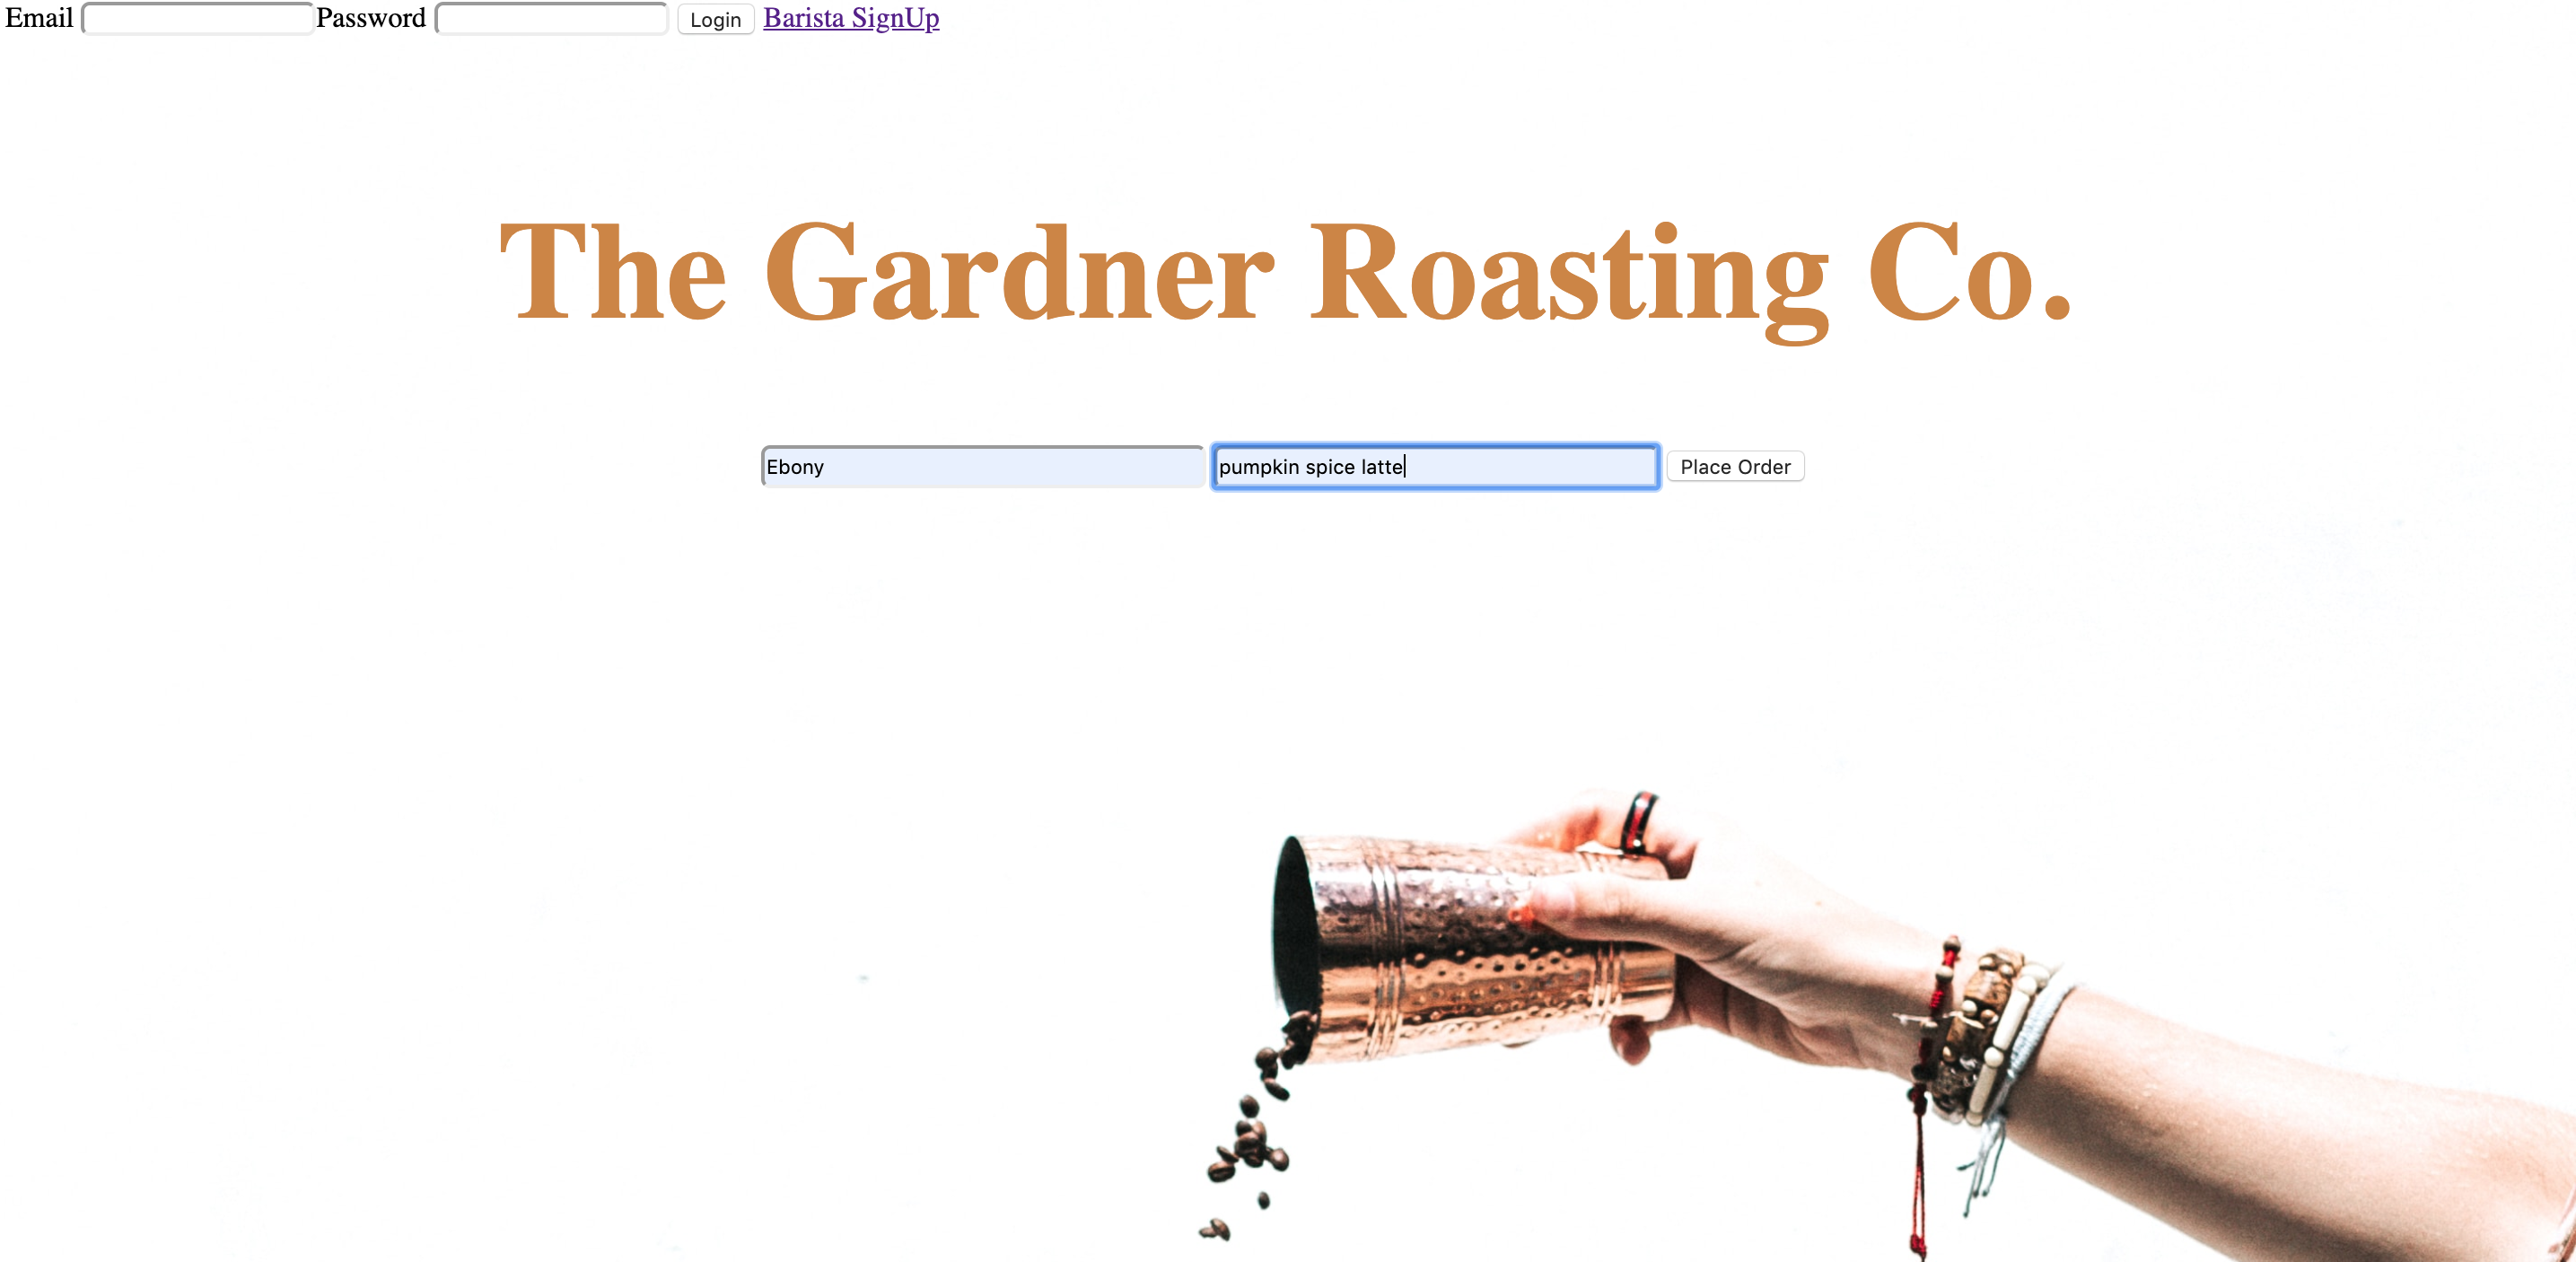 Email Password Login Barista SignUp
The Gardner Roasting Co.
Ebony pumpkin spice latte Place Order